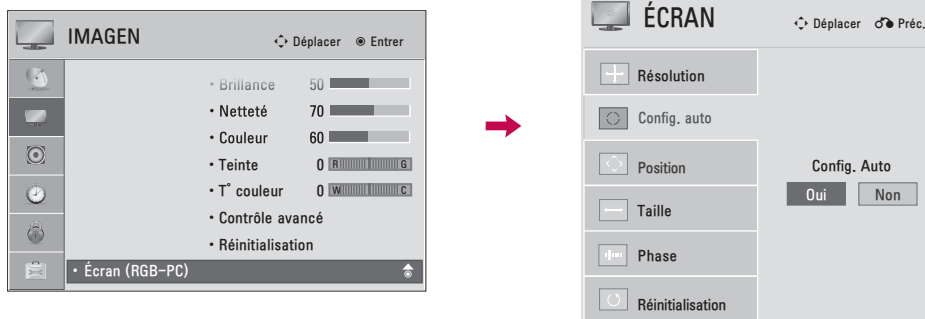 IMAGEN
Déplacer Entrer
• Brillance 50
• Netteté 70
• Couleur 60
• Teinte 0 R G
• T° couleur 0 W C
• Contrôle avancé
• Réinitialisation
• Écran (RGB-PC)
ÉCRAN
Déplacer Préc.
Résolution
Config. auto
Position
Taille
Phase
Réinitialisation
Config. Auto
Oui Non